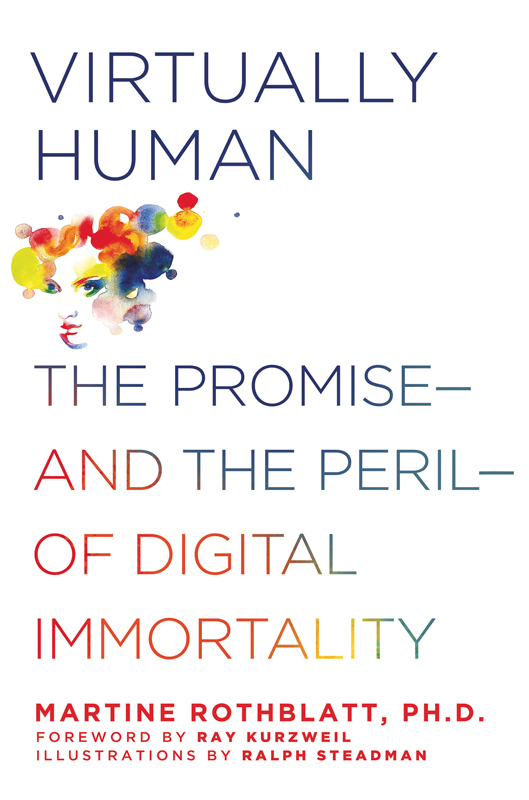 VIRTUALLY
HUMAN
THE PROMISE—
AND THE PERIL—
OF DIGITAL
IMMORTALITY
MARTINE ROTHBLATT, PH.D.
FOREWORD BY RAY KURZWEIL
ILLUSTRATIONS BY RALPH STEADMAN